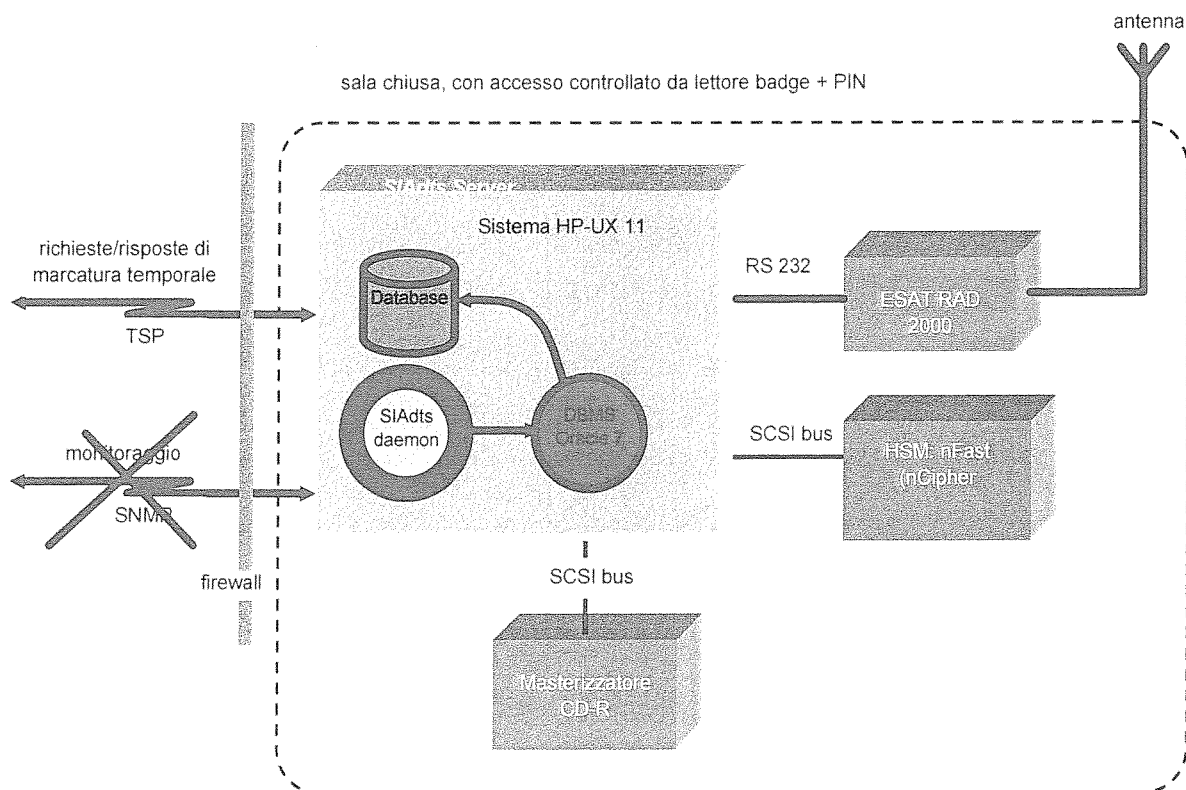 antenna
sala chiusa, con accesso controllato da lettore badge + PIN
SIAdts Server
Sistema HP-UX 11
richieste/risposte di
marcatura temporale
TSP
Database
RS 232
ESAT RAD
2000
SIAdts
daemon
DBMS
Oracle 7
SCSI bus
HSM: nFast
(nCipher
monitoraggio
SNMP
firewall
SCSI bus
Masterizzatore
CD-R